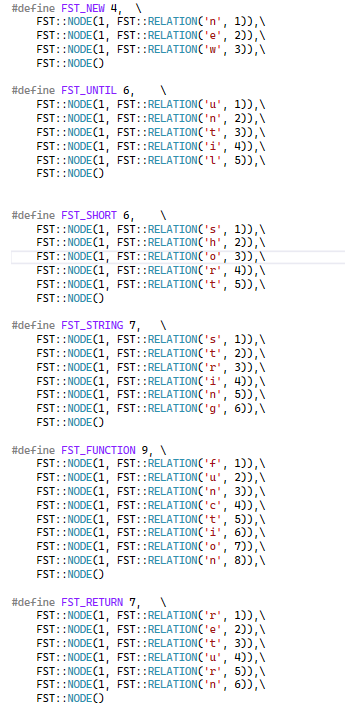 #define FST_NEW 4,	\
	FST::NODE(1, FST::RELATION('n', 1)),\
	FST::NODE(1, FST::RELATION('e', 2)),\
	FST::NODE(1, FST::RELATION('w', 3)),\
	FST::NODE()

#define FST_UNTIL 6,	\
	FST::NODE(1, FST::RELATION('u', 1)),\
	FST::NODE(1, FST::RELATION('n', 2)),\
	FST::NODE(1, FST::RELATION('t', 3)),\
	FST::NODE(1, FST::RELATION('i', 4)),\
	FST::NODE(1, FST::RELATION('l', 5)),\
	FST::NODE()


#define FST_SHORT 6,	\
	FST::NODE(1, FST::RELATION('s', 1)),\
	FST::NODE(1, FST::RELATION('h', 2)),\
	FST::NODE(1, FST::RELATION('o', 3)),\
	FST::NODE(1, FST::RELATION('r', 4)),\
	FST::NODE(1, FST::RELATION('t', 5)),\
	FST::NODE()

#define FST_STRING 7,	\
	FST::NODE(1, FST::RELATION('s', 1)),\
	FST::NODE(1, FST::RELATION('t', 2)),\
	FST::NODE(1, FST::RELATION('r', 3)),\
	FST::NODE(1, FST::RELATION('i', 4)),\
	FST::NODE(1, FST::RELATION('n', 5)),\
	FST::NODE(1, FST::RELATION('g', 6)),\
	FST::NODE()

#define FST_FUNCTION 9,	\
	FST::NODE(1, FST::RELATION('f', 1)),\
	FST::NODE(1, FST::RELATION('u', 2)),\
	FST::NODE(1, FST::RELATION('n', 3)),\
	FST::NODE(1, FST::RELATION('c', 4)),\
	FST::NODE(1, FST::RELATION('t', 5)),\
	FST::NODE(1, FST::RELATION('i', 6)),\
	FST::NODE(1, FST::RELATION('o', 7)),\
	FST::NODE(1, FST::RELATION('n', 8)),\
	FST::NODE()

#define FST_RETURN 7,	\
	FST::NODE(1, FST::RELATION('r', 1)),\
	FST::NODE(1, FST::RELATION('e', 2)),\
	FST::NODE(1, FST::RELATION('t', 3)),\
	FST::NODE(1, FST::RELATION('u', 4)),\
	FST::NODE(1, FST::RELATION('r', 5)),\
	FST::NODE(1, FST::RELATION('n', 6)),\
	FST::NODE()